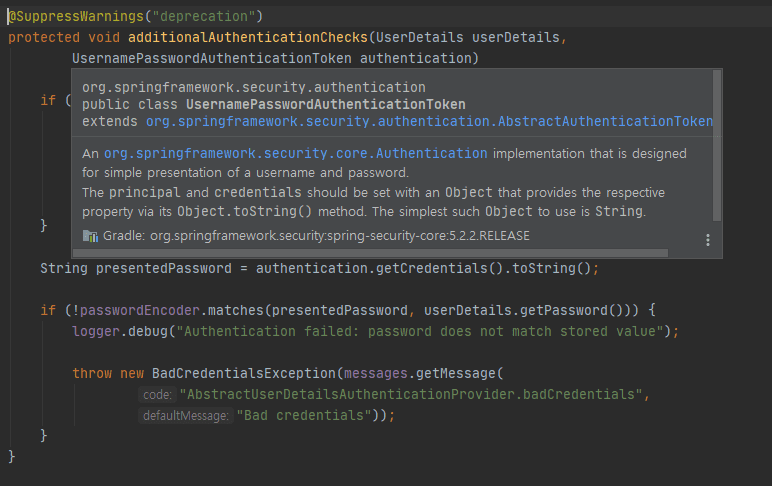 @SuppressWarnings("deprecation")
protected void additionalAuthenticationChecks(UserDetails userDetails,
UsernamePasswordAuthenticationToken authentication)
if (
org.springframework.security.authentication
public class UsernamePasswordAuthenticationToken
extends org.springframework.security.authentication.AbstractAuthenticationToken
An org.springframework.security.core.Authentication implementation that is designed
for simple presentation of a username and password.
The principal and credentials should be set with an Object that provides the respective
property via its Object.toString() method. The simplest such Object to use is String.
Gradle: org.springframework.security:spring-security-core:5.2.2.RELEASE
}
String presentedPassword = authentication.getCredentials().toString();
if (!passwordEncoder.matches(presentedPassword, userDetails.getPassword())) {
logger.debug("Authentication failed: password does not match stored value");
throw new BadCredentialsException(messages.getMessage(
code: "AbstractUserDetailsAuthenticationProvider.badCredentials",
defaultMessage: "Bad credentials"));
}
}